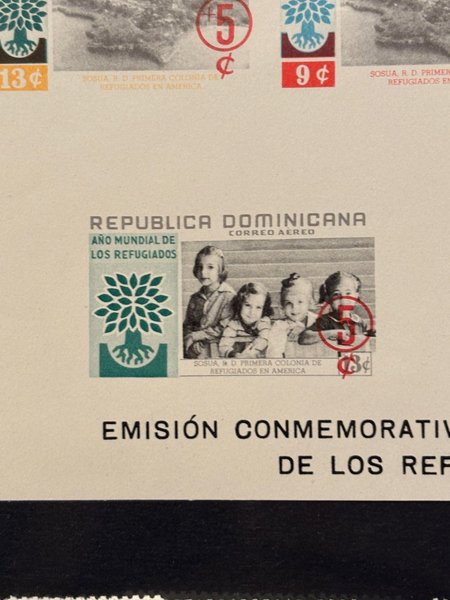 5
¢
13¢
SOSUA, R. D. PRIMERA COLONIA DE
REFUGIADOS EN AMERICA
9¢
SOSUA, R. D. PRIMER
REFUGIADOS EN
REPUBLICA DOMINICANA
CORREO AEREO
AÑO MUNDIAL DE
LOS REFUGIADOS
5
¢
13¢
SOSUA, R. D. PRIMERA COLONIA DE
REFUGIADOS EN AMERICA
EMISIÓN CONMEMORATIV
DE LOS REF